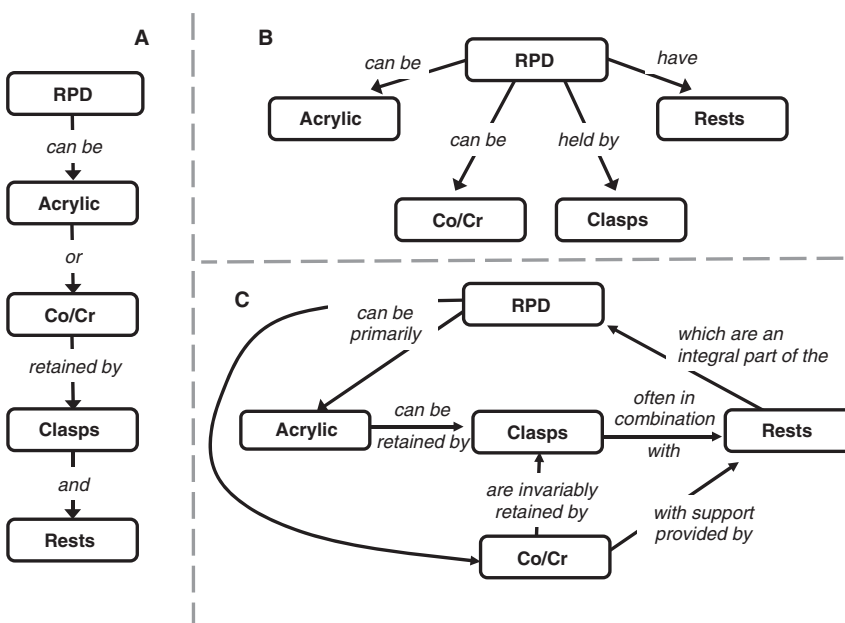 A
RPD
can be
Acrylic
or
Co/Cr
retained by
Clasps
and
Rests
B
RPD
can be
have
Acrylic
Rests
can be
held by
Co/Cr
Clasps
C
RPD
can be
primarily
which are an
integral part of the
Acrylic
can be
retained by
Clasps
often in
combination
with
Rests
are invariably
retained by
with support
provided by
Co/Cr